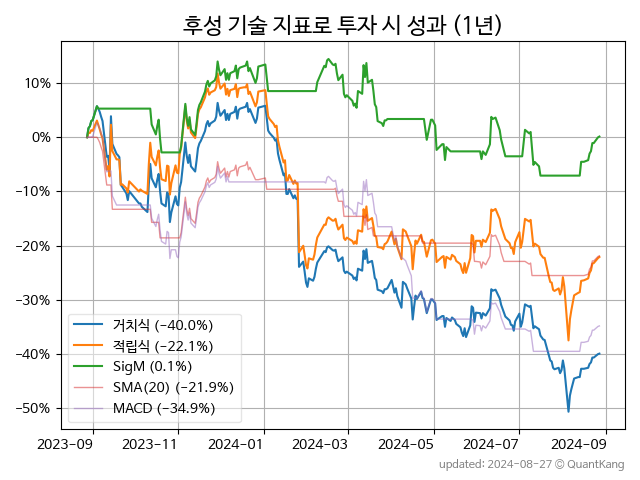 후성 기술 지표로 투자 시 성과 (1년)
10%
0%
−10%
−20%
−30%
−40%
−50%
거치식 (−40.0%)
적립식 (−22.1%)
SigM (0.1%)
SMA(20) (−21.9%)
MACD (−34.9%)
2023-09 2023-11 2024-01 2024-03 2024-05 2024-07 2024-09
updated: 2024-08-27 © QuantKang